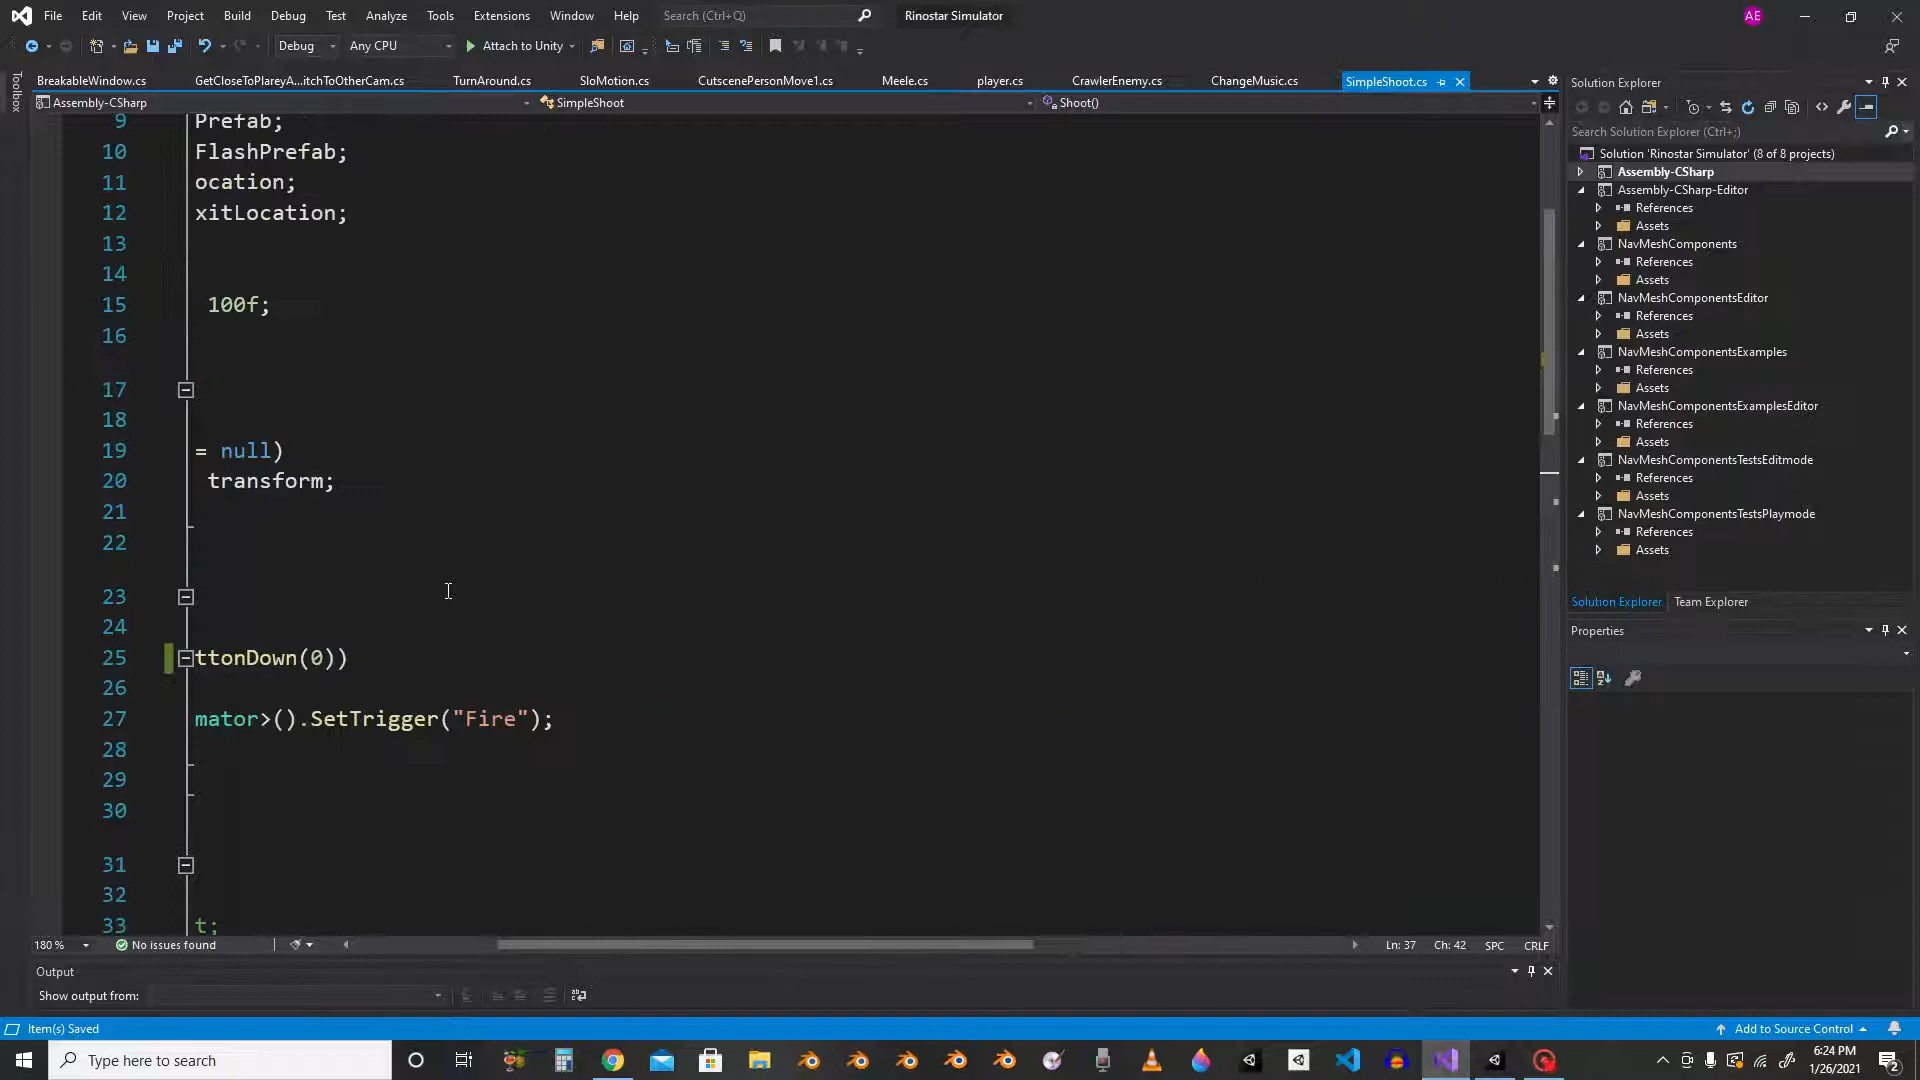 File Edit View Project Build Debug Test Analyze Tools Extensions Window Help Search (Ctrl+Q) Rinostar Simulator AE
Debug Any CPU Attach to Unity
Toolbox
BreakableWindow.cs GetCloseToPlareyA...itchToOtherCam.cs TurnAround.cs SloMotion.cs CutscenePersonMove1.cs Meele.cs player.cs CrawlerEnemy.cs ChangeMusic.cs SimpleShoot.cs
Assembly-CSharp SimpleShoot Shoot()
9 Prefab;
10 FlashPrefab;
11 ocation;
12 xitLocation;
13
14
15 100f;
16
17
18
19 = null)
20 transform;
21
22
23
24
25 ttonDown(0))
26
27 mator>().SetTrigger("Fire");
28
29
30
31
32
33 t;
180 % No issues found Ln: 37 Ch: 42 SPC CRLF
Output
Show output from:
Solution Explorer
Search Solution Explorer (Ctrl+;)
Solution 'Rinostar Simulator' (8 of 8 projects)
Assembly-CSharp
Assembly-CSharp-Editor
References
Assets
NavMeshComponents
References
Assets
NavMeshComponentsEditor
References
Assets
NavMeshComponentsExamples
References
Assets
NavMeshComponentsExamplesEditor
References
Assets
NavMeshComponentsTestsEditmode
References
Assets
NavMeshComponentsTestsPlaymode
References
Assets
Solution Explorer Team Explorer
Properties
Item(s) Saved Add to Source Control
Type here to search
6:24 PM
1/26/2021
2